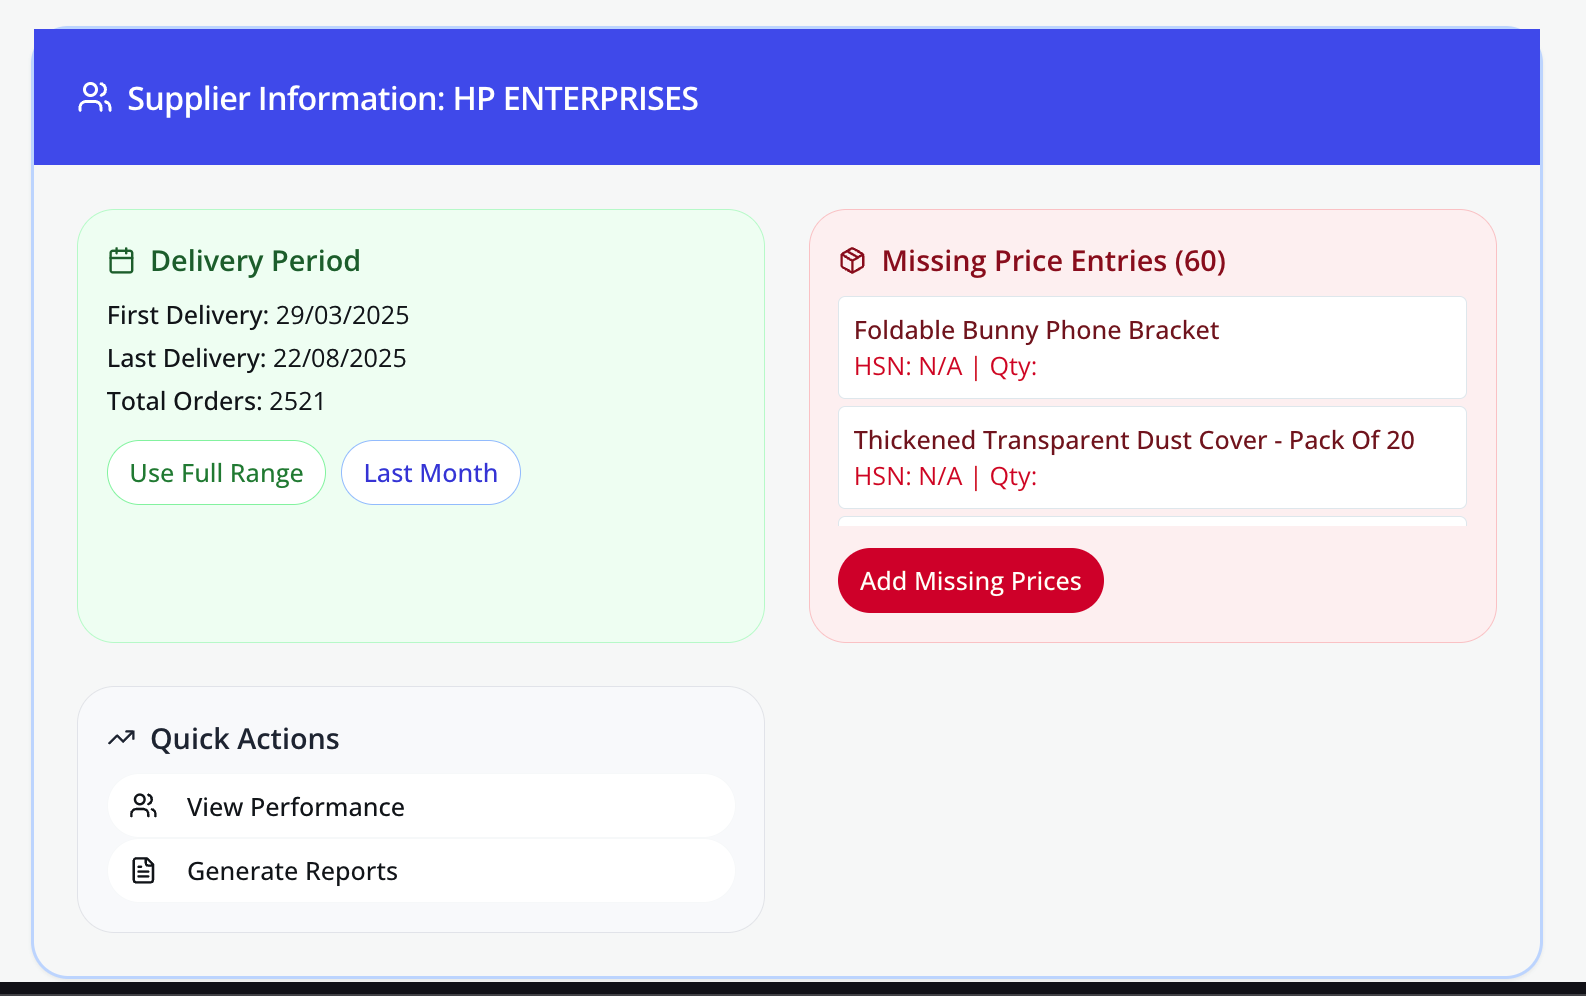 Supplier Information: HP ENTERPRISES
Delivery Period
First Delivery: 29/03/2025
Last Delivery: 22/08/2025
Total Orders: 2521
Use Full Range
Last Month
Missing Price Entries (60)
Foldable Bunny Phone Bracket
HSN: N/A | Qty:
Thickened Transparent Dust Cover - Pack Of 20
HSN: N/A | Qty:
Add Missing Prices
Quick Actions
View Performance
Generate Reports